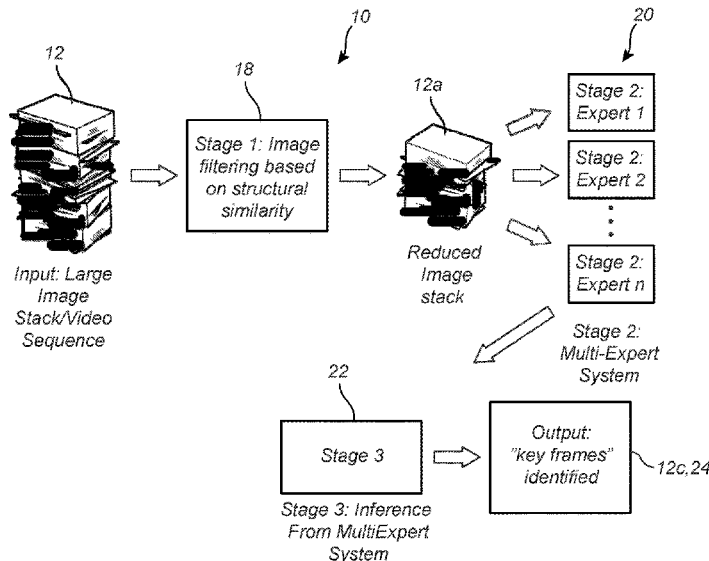 10
20
12
18
12a
Stage 1: Image
filtering based
on structural
similarity
Stage 2:
Expert 1
Stage 2:
Expert 2
Stage 2:
Expert n
Input: Large
Image
Stack/Video
Sequence
Reduced
Image
stack
Stage 2:
Multi-Expert
System
22
Stage 3
Stage 3: Inference
From MultiExpert
System
Output:
"key frames"
identified
12c,24